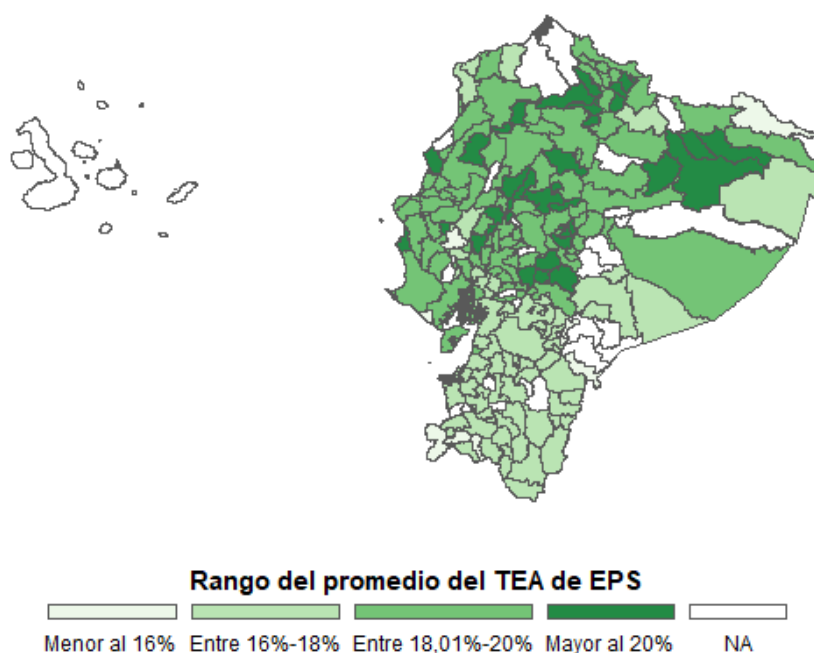 Rango del promedio del TEA de EPS
Menor al 16% Entre 16%-18% Entre 18,01%-20% Mayor al 20% NA